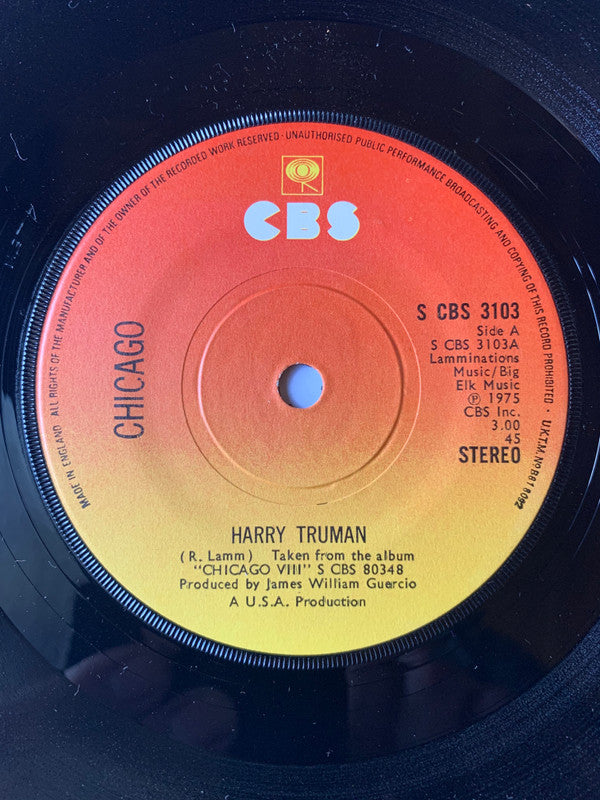 MADE IN ENGLAND · ALL RIGHTS OF THE MANUFACTURER AND OF THE OWNER OF THE RECORDED WORK RESERVED · UNAUTHORISED PUBLIC PERFORMANCE BROADCASTING AND COPYING OF THIS RECORD PROHIBITED · U.K.T.M. No B818092
CBS
CHICAGO
S CBS 3103
Side A
S CBS 3103A
Lamminations
Music/Big
Elk Music
℗ 1975
CBS Inc.
3.00
45
STEREO
HARRY TRUMAN
(R. Lamm) Taken from the album
"CHICAGO VIII" S CBS 80348
Produced by James William Guercio
A U.S.A. Production